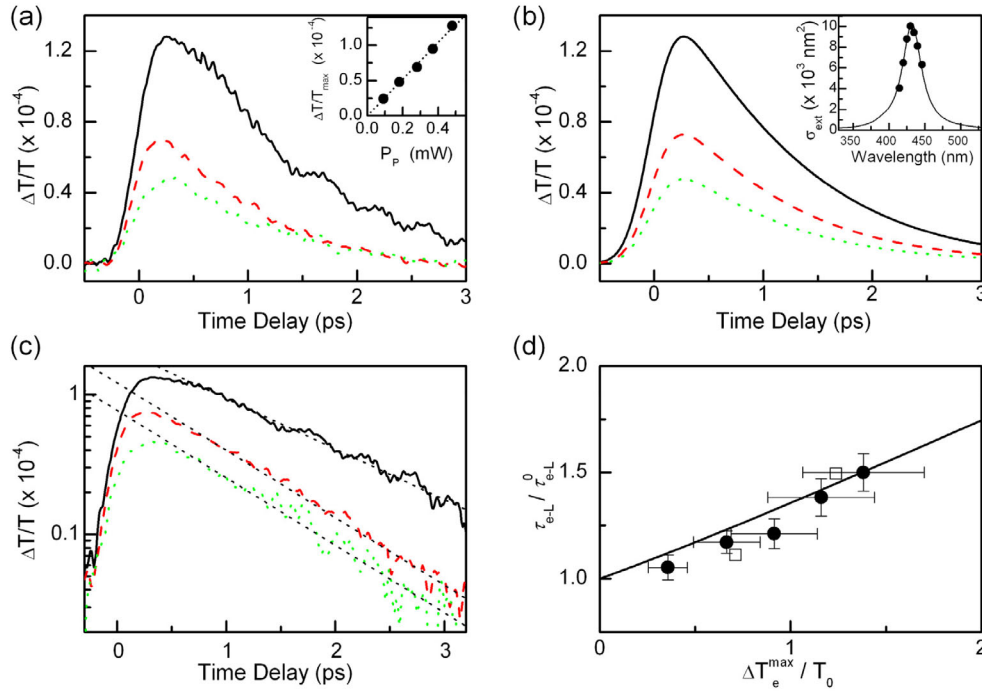 (a)
ΔT/T (x 10⁻⁴)
1.2
0.8
0.4
0.0
0 1 2 3
Time Delay (ps)
ΔT/T_max (x 10⁻⁴)
1.0
0.5
0.0
0.0 0.2 0.4
P_P (mW)
(b)
ΔT/T (x 10⁻⁴)
1.2
0.8
0.4
0.0
0 1 2 3
Time Delay (ps)
σ_ext (x 10³ nm²)
10
8
6
4
2
0
350 400 450 500
Wavelength (nm)
(c)
ΔT/T (x 10⁻⁴)
1
0.1
0 1 2 3
Time Delay (ps)
(d)
τ_e-L / τ⁰_e-L
2.0
1.5
1.0
0 1 2
ΔT_e^max / T_0